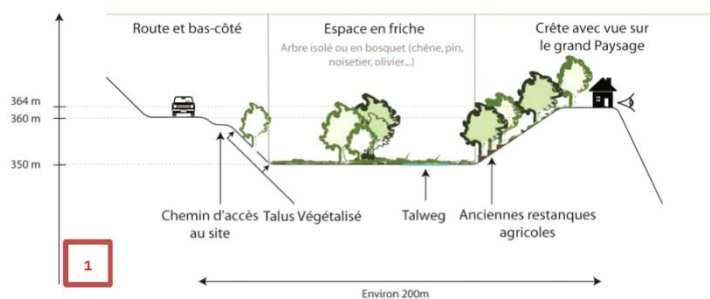 Route et bas-côté
Espace en friche
Arbre isolé ou en bosquet (chêne, pin,
noisetier, olivier...)
Crête avec vue sur
le grand Paysage
364 m
360 m
350 m
Chemin d'accès
au site
Talus Végétalisé
Talweg
Anciennes restanques
agricoles
1
Environ 200m